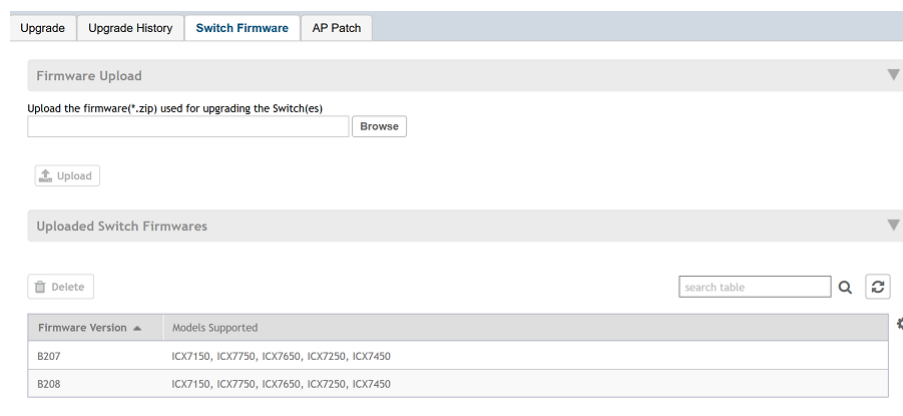 Upgrade Upgrade History Switch Firmware AP Patch
Firmware Upload
Upload the firmware(*.zip) used for upgrading the Switch(es)
Browse
Upload
Uploaded Switch Firmwares
Delete search table
Firmware Version Models Supported
B207 ICX7150, ICX7750, ICX7650, ICX7250, ICX7450
B208 ICX7150, ICX7750, ICX7650, ICX7250, ICX7450